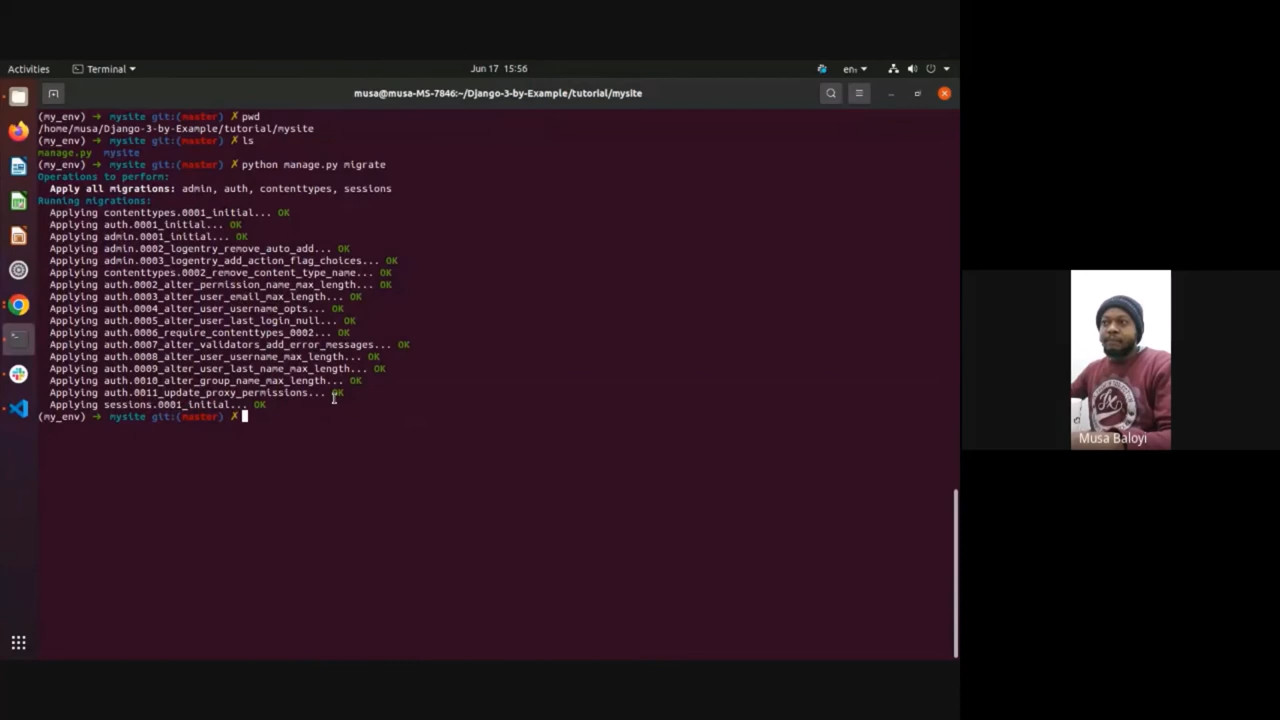 Activities
Terminal
Jun 17 15:56
en₁
musa@musa-MS-7846:~/Django-3-by-Example/tutorial/mysite
(my_env) → mysite git:(master) ✗ pwd
/home/musa/Django-3-by-Example/tutorial/mysite
(my_env) → mysite git:(master) ✗ ls
manage.py mysite
(my_env) → mysite git:(master) ✗ python manage.py migrate
Operations to perform:
Apply all migrations: admin, auth, contenttypes, sessions
Running migrations:
Applying contenttypes.0001_initial... OK
Applying auth.0001_initial... OK
Applying admin.0001_initial... OK
Applying admin.0002_logentry_remove_auto_add... OK
Applying admin.0003_logentry_add_action_flag_choices... OK
Applying contenttypes.0002_remove_content_type_name... OK
Applying auth.0002_alter_permission_name_max_length... OK
Applying auth.0003_alter_user_email_max_length... OK
Applying auth.0004_alter_user_username_opts... OK
Applying auth.0005_alter_user_last_login_null... OK
Applying auth.0006_require_contenttypes_0002... OK
Applying auth.0007_alter_validators_add_error_messages... OK
Applying auth.0008_alter_user_username_max_length... OK
Applying auth.0009_alter_user_last_name_max_length... OK
Applying auth.0010_alter_group_name_max_length... OK
Applying auth.0011_update_proxy_permissions... OK
Applying sessions.0001_initial... OK
(my_env) → mysite git:(master) ✗
Musa Baloyi